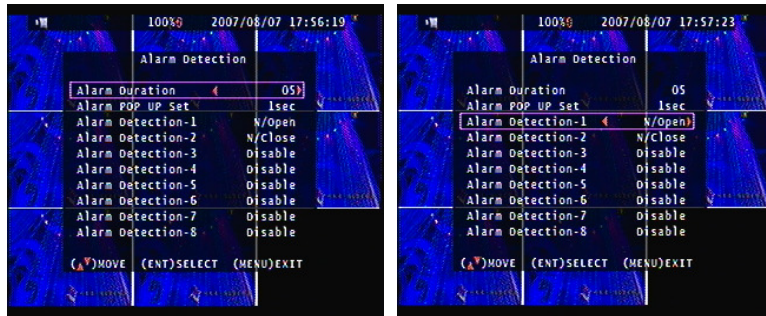 100% 2007/08/07 17:56:19
Alarm Detection
Alarm Duration 05
Alarm POP UP Set 1sec
Alarm Detection-1 N/Open
Alarm Detection-2 N/Close
Alarm Detection-3 Disable
Alarm Detection-4 Disable
Alarm Detection-5 Disable
Alarm Detection-6 Disable
Alarm Detection-7 Disable
Alarm Detection-8 Disable
( )MOVE (ENT)SELECT (MENU)EXIT
100% 2007/08/07 17:57:23
Alarm Detection
Alarm Duration 05
Alarm POP UP Set 1sec
Alarm Detection-1 N/Open
Alarm Detection-2 N/Close
Alarm Detection-3 Disable
Alarm Detection-4 Disable
Alarm Detection-5 Disable
Alarm Detection-6 Disable
Alarm Detection-7 Disable
Alarm Detection-8 Disable
( )MOVE (ENT)SELECT (MENU)EXIT